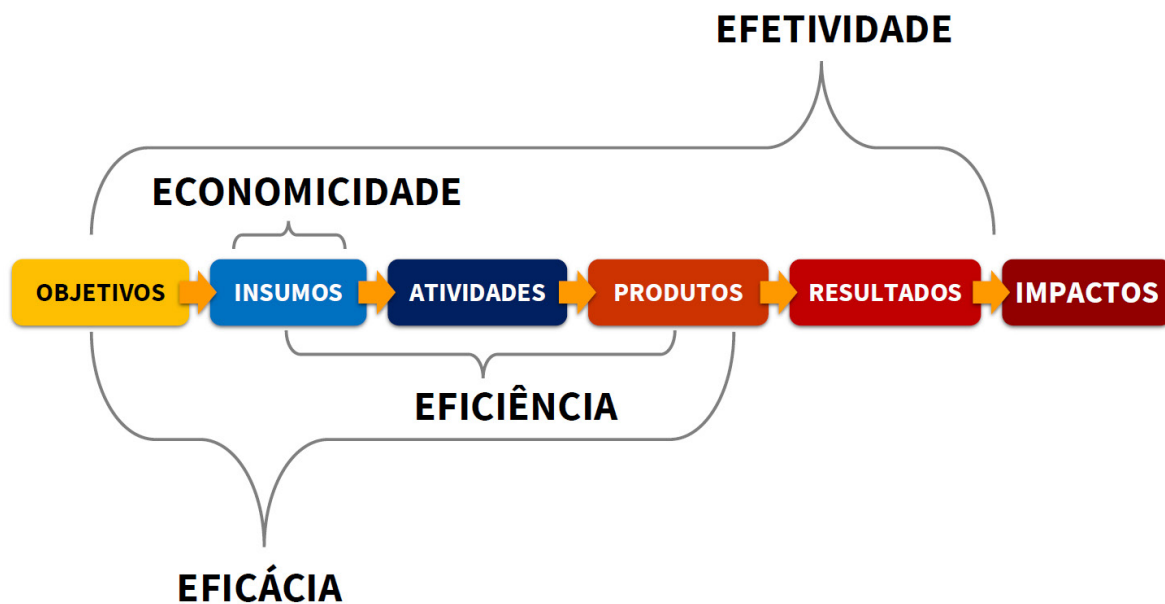 EFETIVIDADE
ECONOMICIDADE
OBJETIVOS INSUMOS ATIVIDADES PRODUTOS RESULTADOS IMPACTOS
EFICIÊNCIA
EFICÁCIA